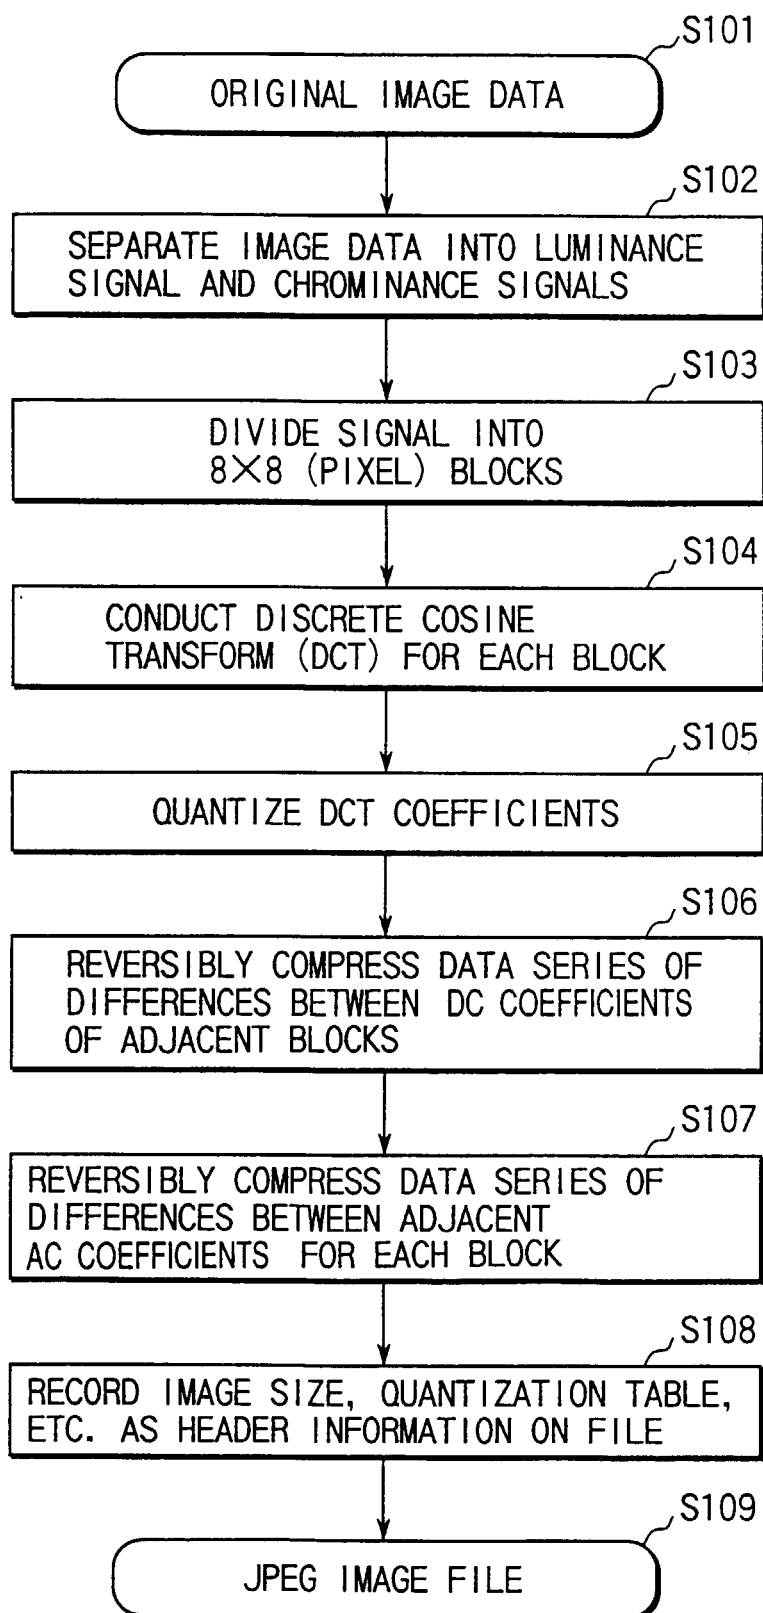 S101
ORIGINAL IMAGE DATA
S102
SEPARATE IMAGE DATA INTO LUMINANCE
SIGNAL AND CHROMINANCE SIGNALS
S103
DIVIDE SIGNAL INTO
8×8 (PIXEL) BLOCKS
S104
CONDUCT DISCRETE COSINE
TRANSFORM (DCT) FOR EACH BLOCK
S105
QUANTIZE DCT COEFFICIENTS
S106
REVERSIBLY COMPRESS DATA SERIES OF
DIFFERENCES BETWEEN DC COEFFICIENTS
OF ADJACENT BLOCKS
S107
REVERSIBLY COMPRESS DATA SERIES OF
DIFFERENCES BETWEEN ADJACENT
AC COEFFICIENTS FOR EACH BLOCK
S108
RECORD IMAGE SIZE, QUANTIZATION TABLE,
ETC. AS HEADER INFORMATION ON FILE
S109
JPEG IMAGE FILE